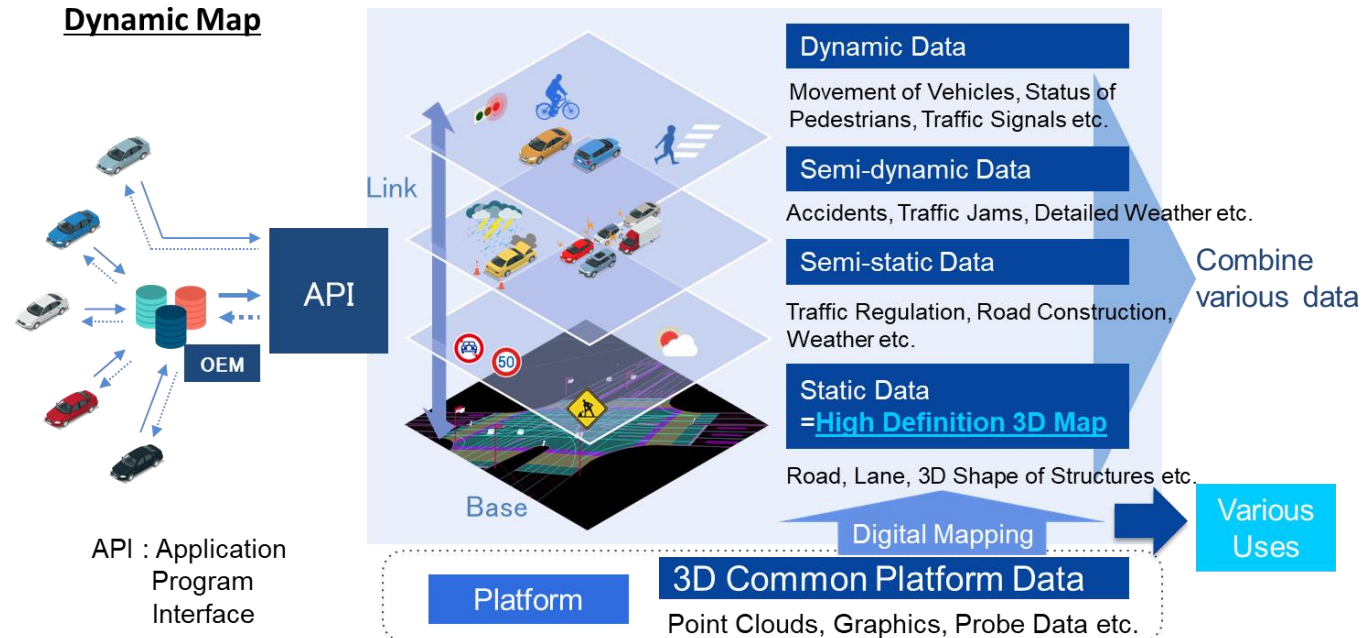 Dynamic Map
Link
API
OEM
API : Application
Program
Interface
50
Base
Dynamic Data
Movement of Vehicles, Status of
Pedestrians, Traffic Signals etc.
Semi-dynamic Data
Accidents, Traffic Jams, Detailed Weather etc.
Semi-static Data
Traffic Regulation, Road Construction,
Weather etc.
Static Data
=High Definition 3D Map
Road, Lane, 3D Shape of Structures etc.
Combine
various data
Digital Mapping
Various
Uses
Platform
3D Common Platform Data
Point Clouds, Graphics, Probe Data etc.